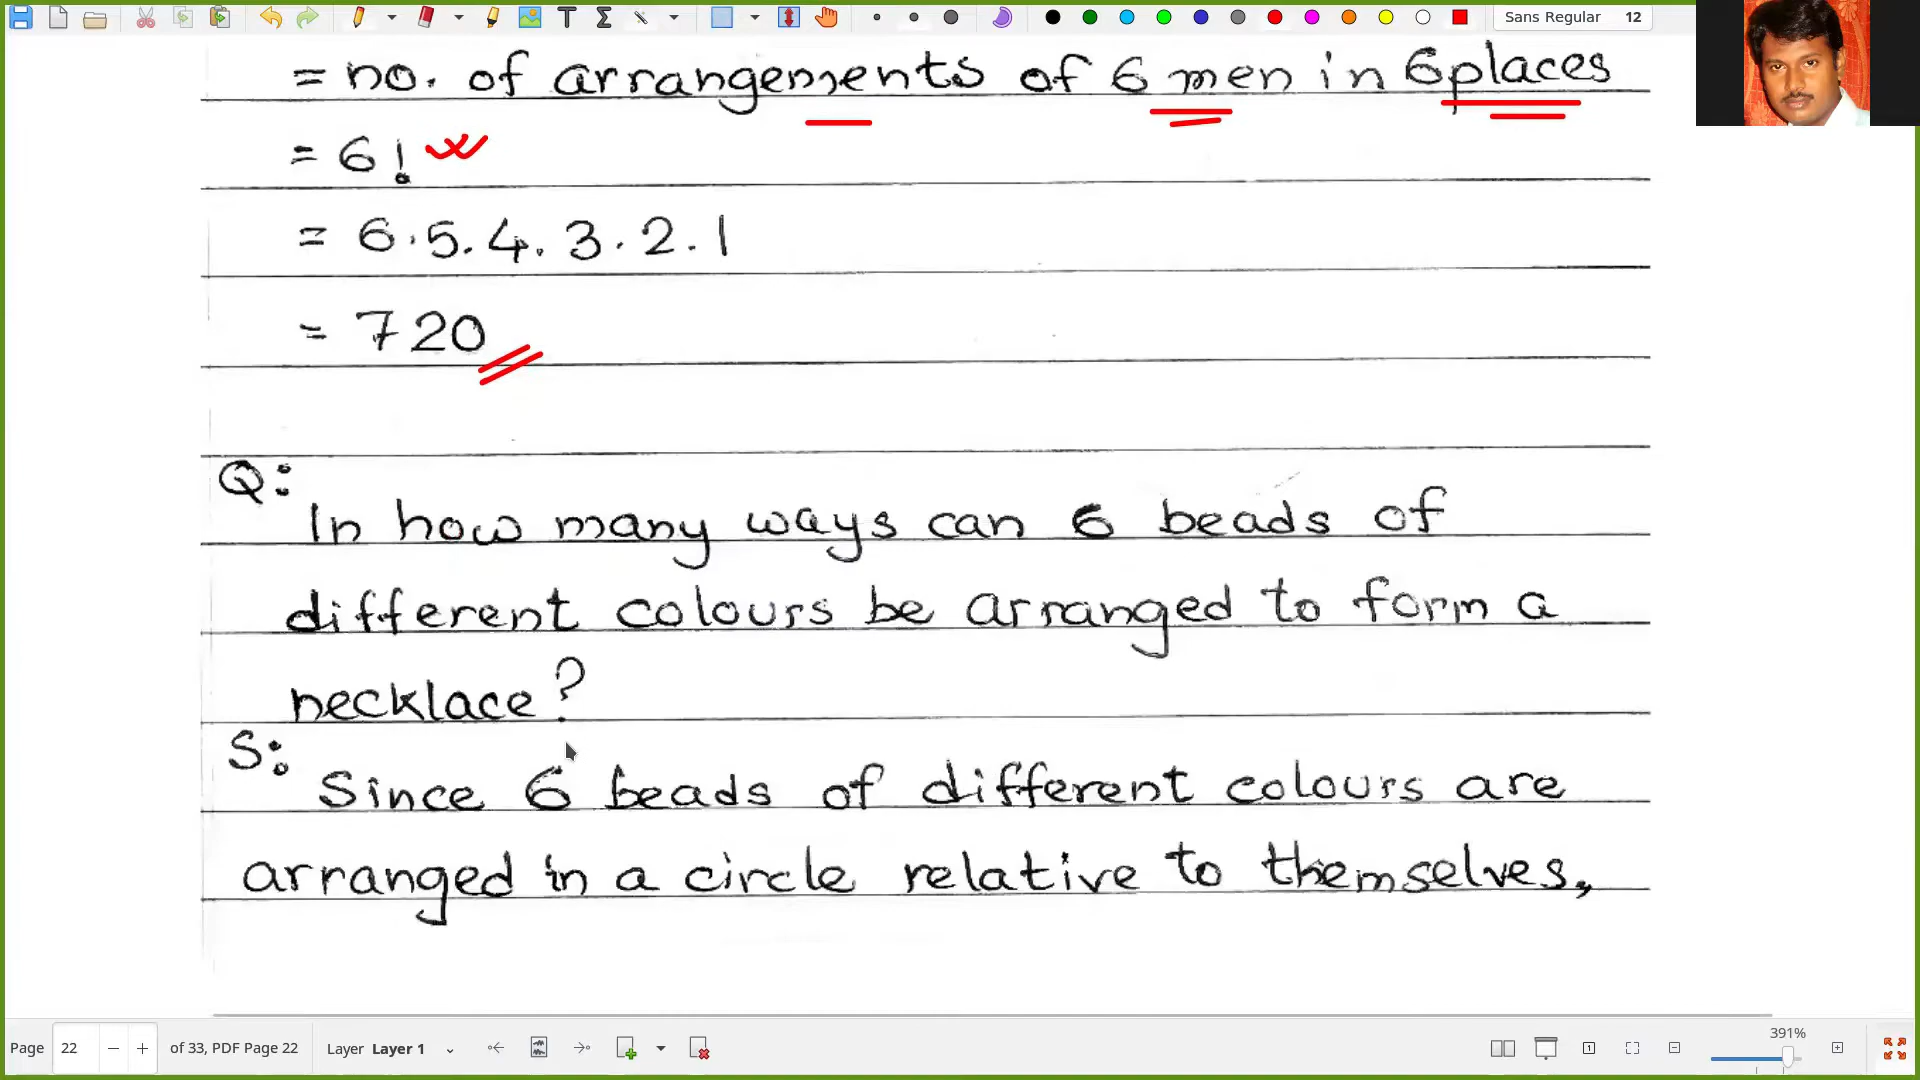 Sans Regular 12
= no. of arrangements of 6 men in 6 places
= 6!
= 6.5.4.3.2.1
= 720
Q:
In how many ways can 6 beads of
different colours be arranged to form a
necklace?
S:
Since 6 beads of different colours are
arranged in a circle relative to themselves,
391%
Page 22 of 33, PDF Page 22 Layer Layer 1